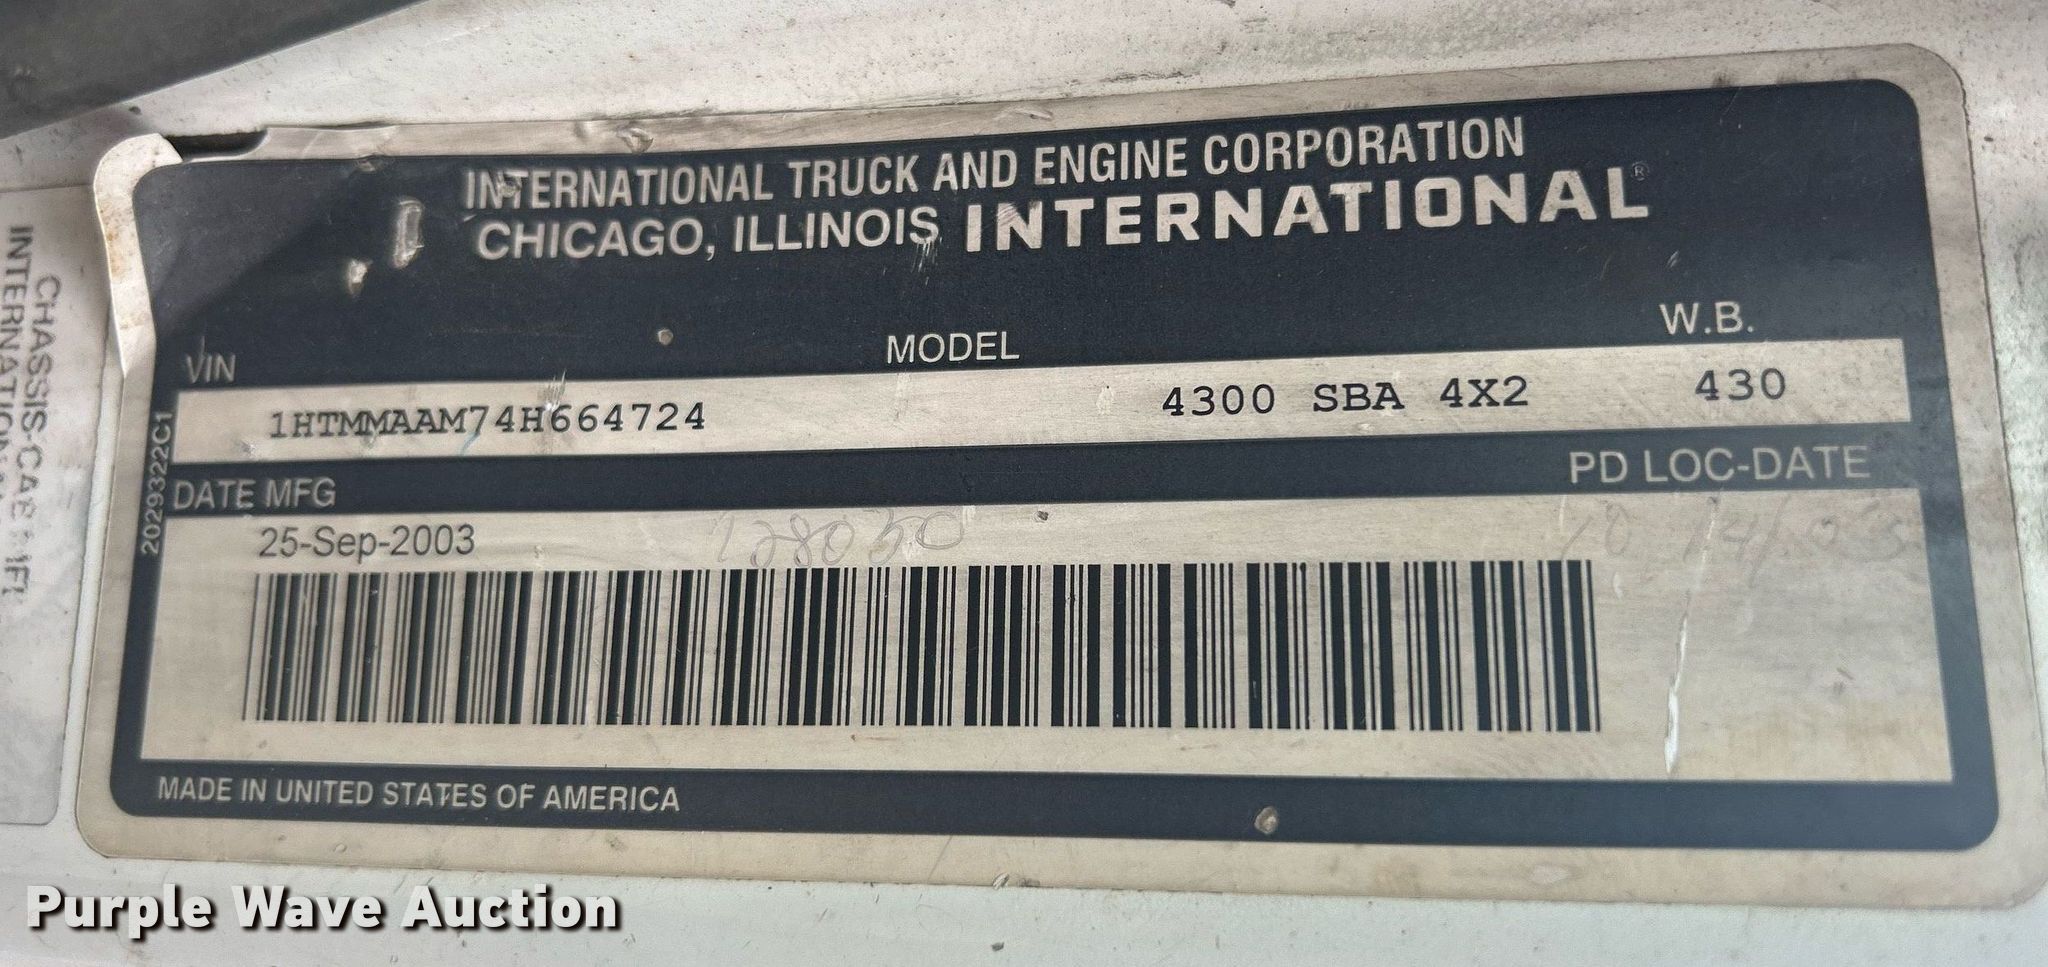 INTERNATIONAL TRUCK AND ENGINE CORPORATION
CHICAGO, ILLINOIS INTERNATIONAL®
VIN MODEL W.B.
1HTMMAAM74H664724 4300 SBA 4X2 430
DATE MFG PD LOC-DATE
25-Sep-2003
MADE IN UNITED STATES OF AMERICA
2029322C1
CHASSIS-CAB
Purple Wave Auction